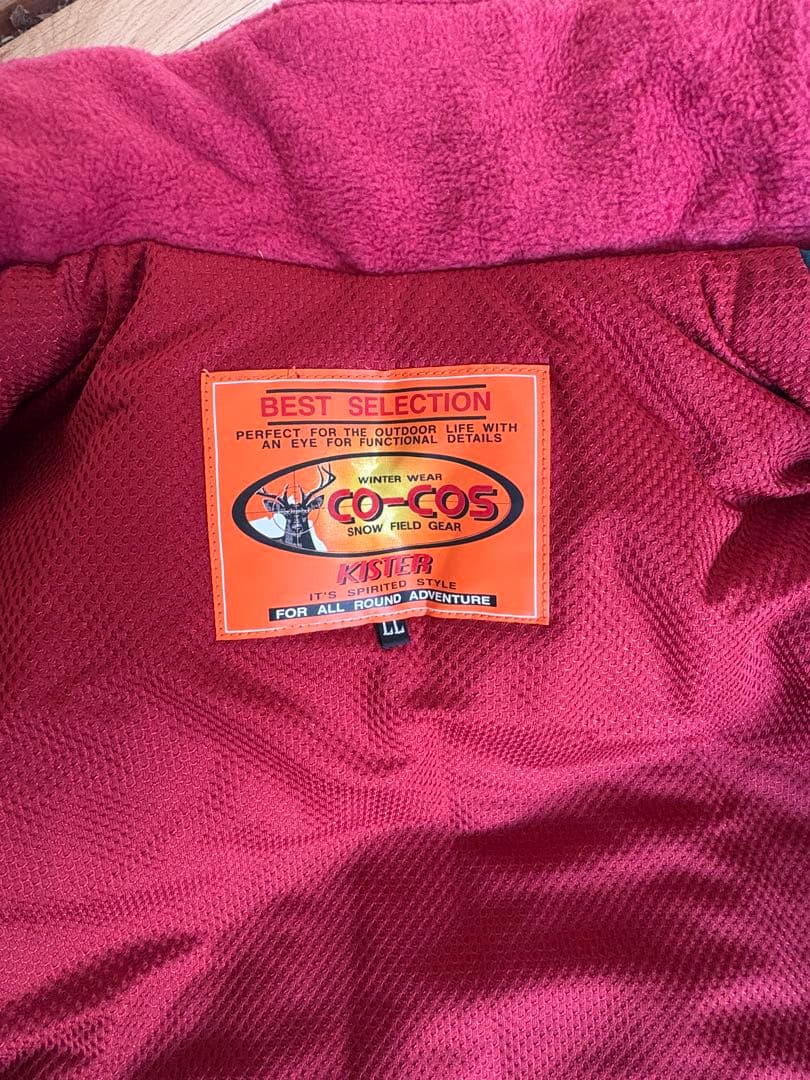 BEST SELECTION
PERFECT FOR THE OUTDOOR LIFE WITH
AN EYE FOR FUNCTIONAL DETAILS
WINTER WEAR
CO-COS
SNOW FIELD GEAR
KISTER
IT'S SPIRITED STYLE
FOR ALL ROUND ADVENTURE
LL